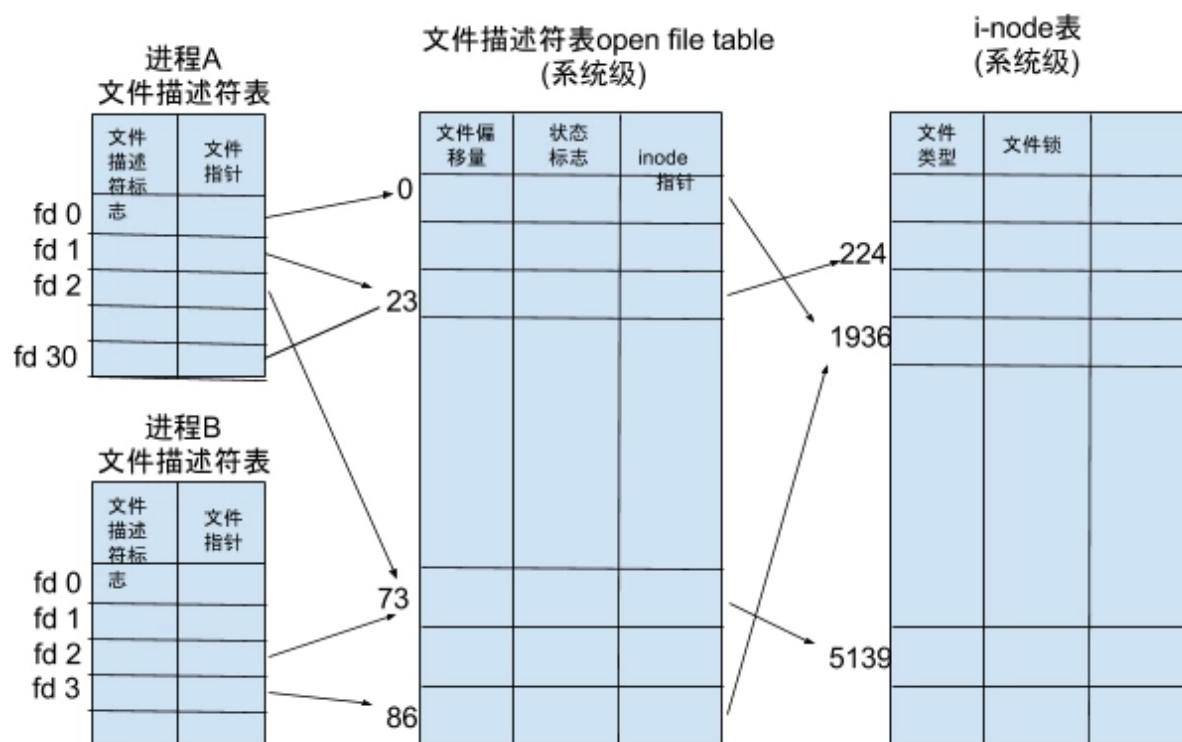 进程A
文件描述符表
文件
描述
符标
志
文件
指针
fd 0
fd 1
fd 2
fd 30
进程B
文件描述符表
文件
描述
符标
志
文件
指针
fd 0
fd 1
fd 2
fd 3
文件描述符表open file table
(系统级)
文件偏
移量
状态
标志
inode
指针
0
23
73
86
i-node表
(系统级)
文件
类型
文件锁
224
1936
5139